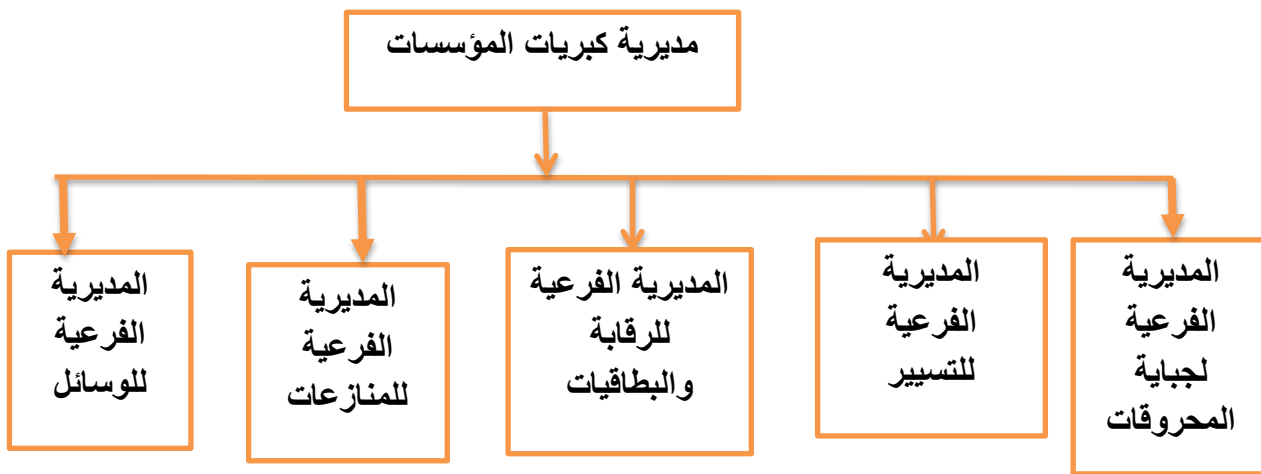 مديرية كبريات المؤسسات
المديرية
الفرعية
لجباية
المحروقات
المديرية
الفرعية
للتسيير
المديرية الفرعية
للرقابة
والبطاقيات
المديرية
الفرعية
للمنازعات
المديرية
الفرعية
للوسائل